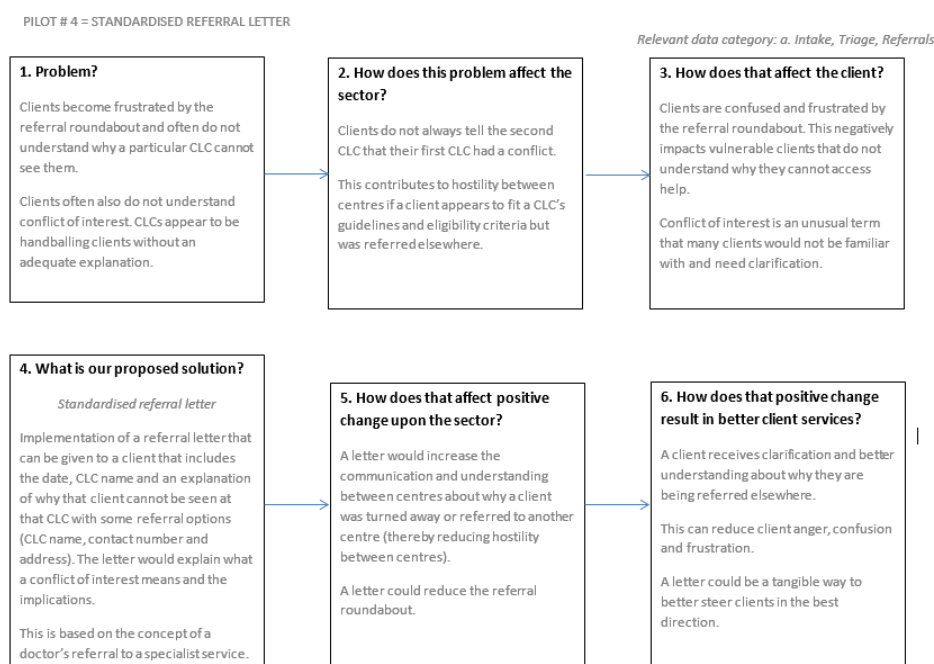 PILOT # 4 = STANDARDISED REFERRAL LETTER
Relevant data category: a. Intake, Triage, Referrals
1. Problem?
Clients become frustrated by the
referral roundabout and often do not
understand why a particular CLC cannot
see them.
Clients often also do not understand
conflict of interest. CLCs appear to be
handballing clients without an
adequate explanation.
2. How does this problem affect the
sector?
Clients do not always tell the second
CLC that their first CLC had a conflict.
This contributes to hostility between
centres if a client appears to fit a CLC's
guidelines and eligibility criteria but
was referred elsewhere.
3. How does that affect the client?
Clients are confused and frustrated by
the referral roundabout. This negatively
impacts vulnerable clients that do not
understand why they cannot access
help.
Conflict of interest is an unusual term
that many clients would not be familiar
with and need clarification.
4. What is our proposed solution?
Standardised referral letter
Implementation of a referral letter that
can be given to a client that includes
the date, CLC name and an explanation
of why that client cannot be seen at
that CLC with some referral options
(CLC name, contact number and
address). The letter would explain what
a conflict of interest means and the
implications.
This is based on the concept of a
doctor's referral to a specialist service.
5. How does that affect positive
change upon the sector?
A letter would increase the
communication and understanding
between centres about why a client
was turned away or referred to another
centre (thereby reducing hostility
between centres).
A letter could reduce the referral
roundabout.
6. How does that positive change
result in better client services?
A client receives clarification and better
understanding about why they are
being referred elsewhere.
This can reduce client anger, confusion
and frustration.
A letter could be a tangible way to
better steer clients in the best
direction.